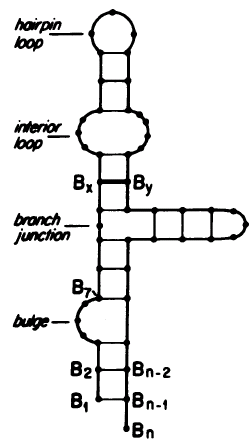 hairpin
loop
interior
loop
Bx By
branch
junction
B7
bulge
B2 Bn-2
B1 Bn-1
Bn